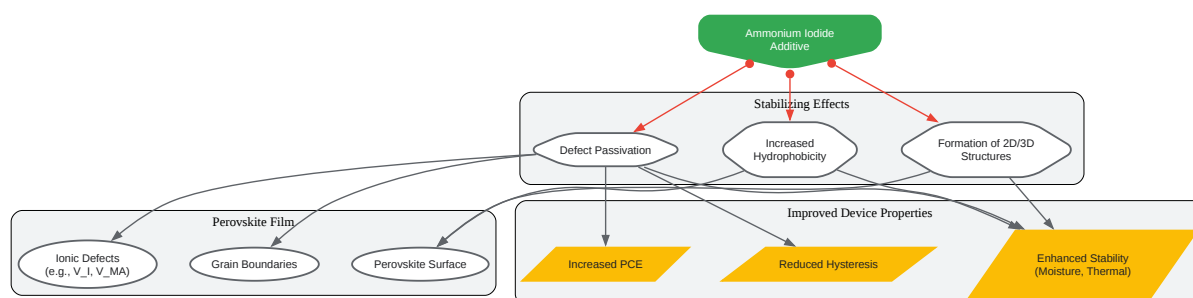 Ammonium Iodide
Additive
Stabilizing Effects
Defect Passivation
Increased
Hydrophobicity
Formation of 2D/3D
Structures
Perovskite Film
Ionic Defects
(e.g., V_I, V_MA)
Grain Boundaries
Perovskite Surface
Improved Device Properties
Increased PCE
Reduced Hysteresis
Enhanced Stability
(Moisture, Thermal)